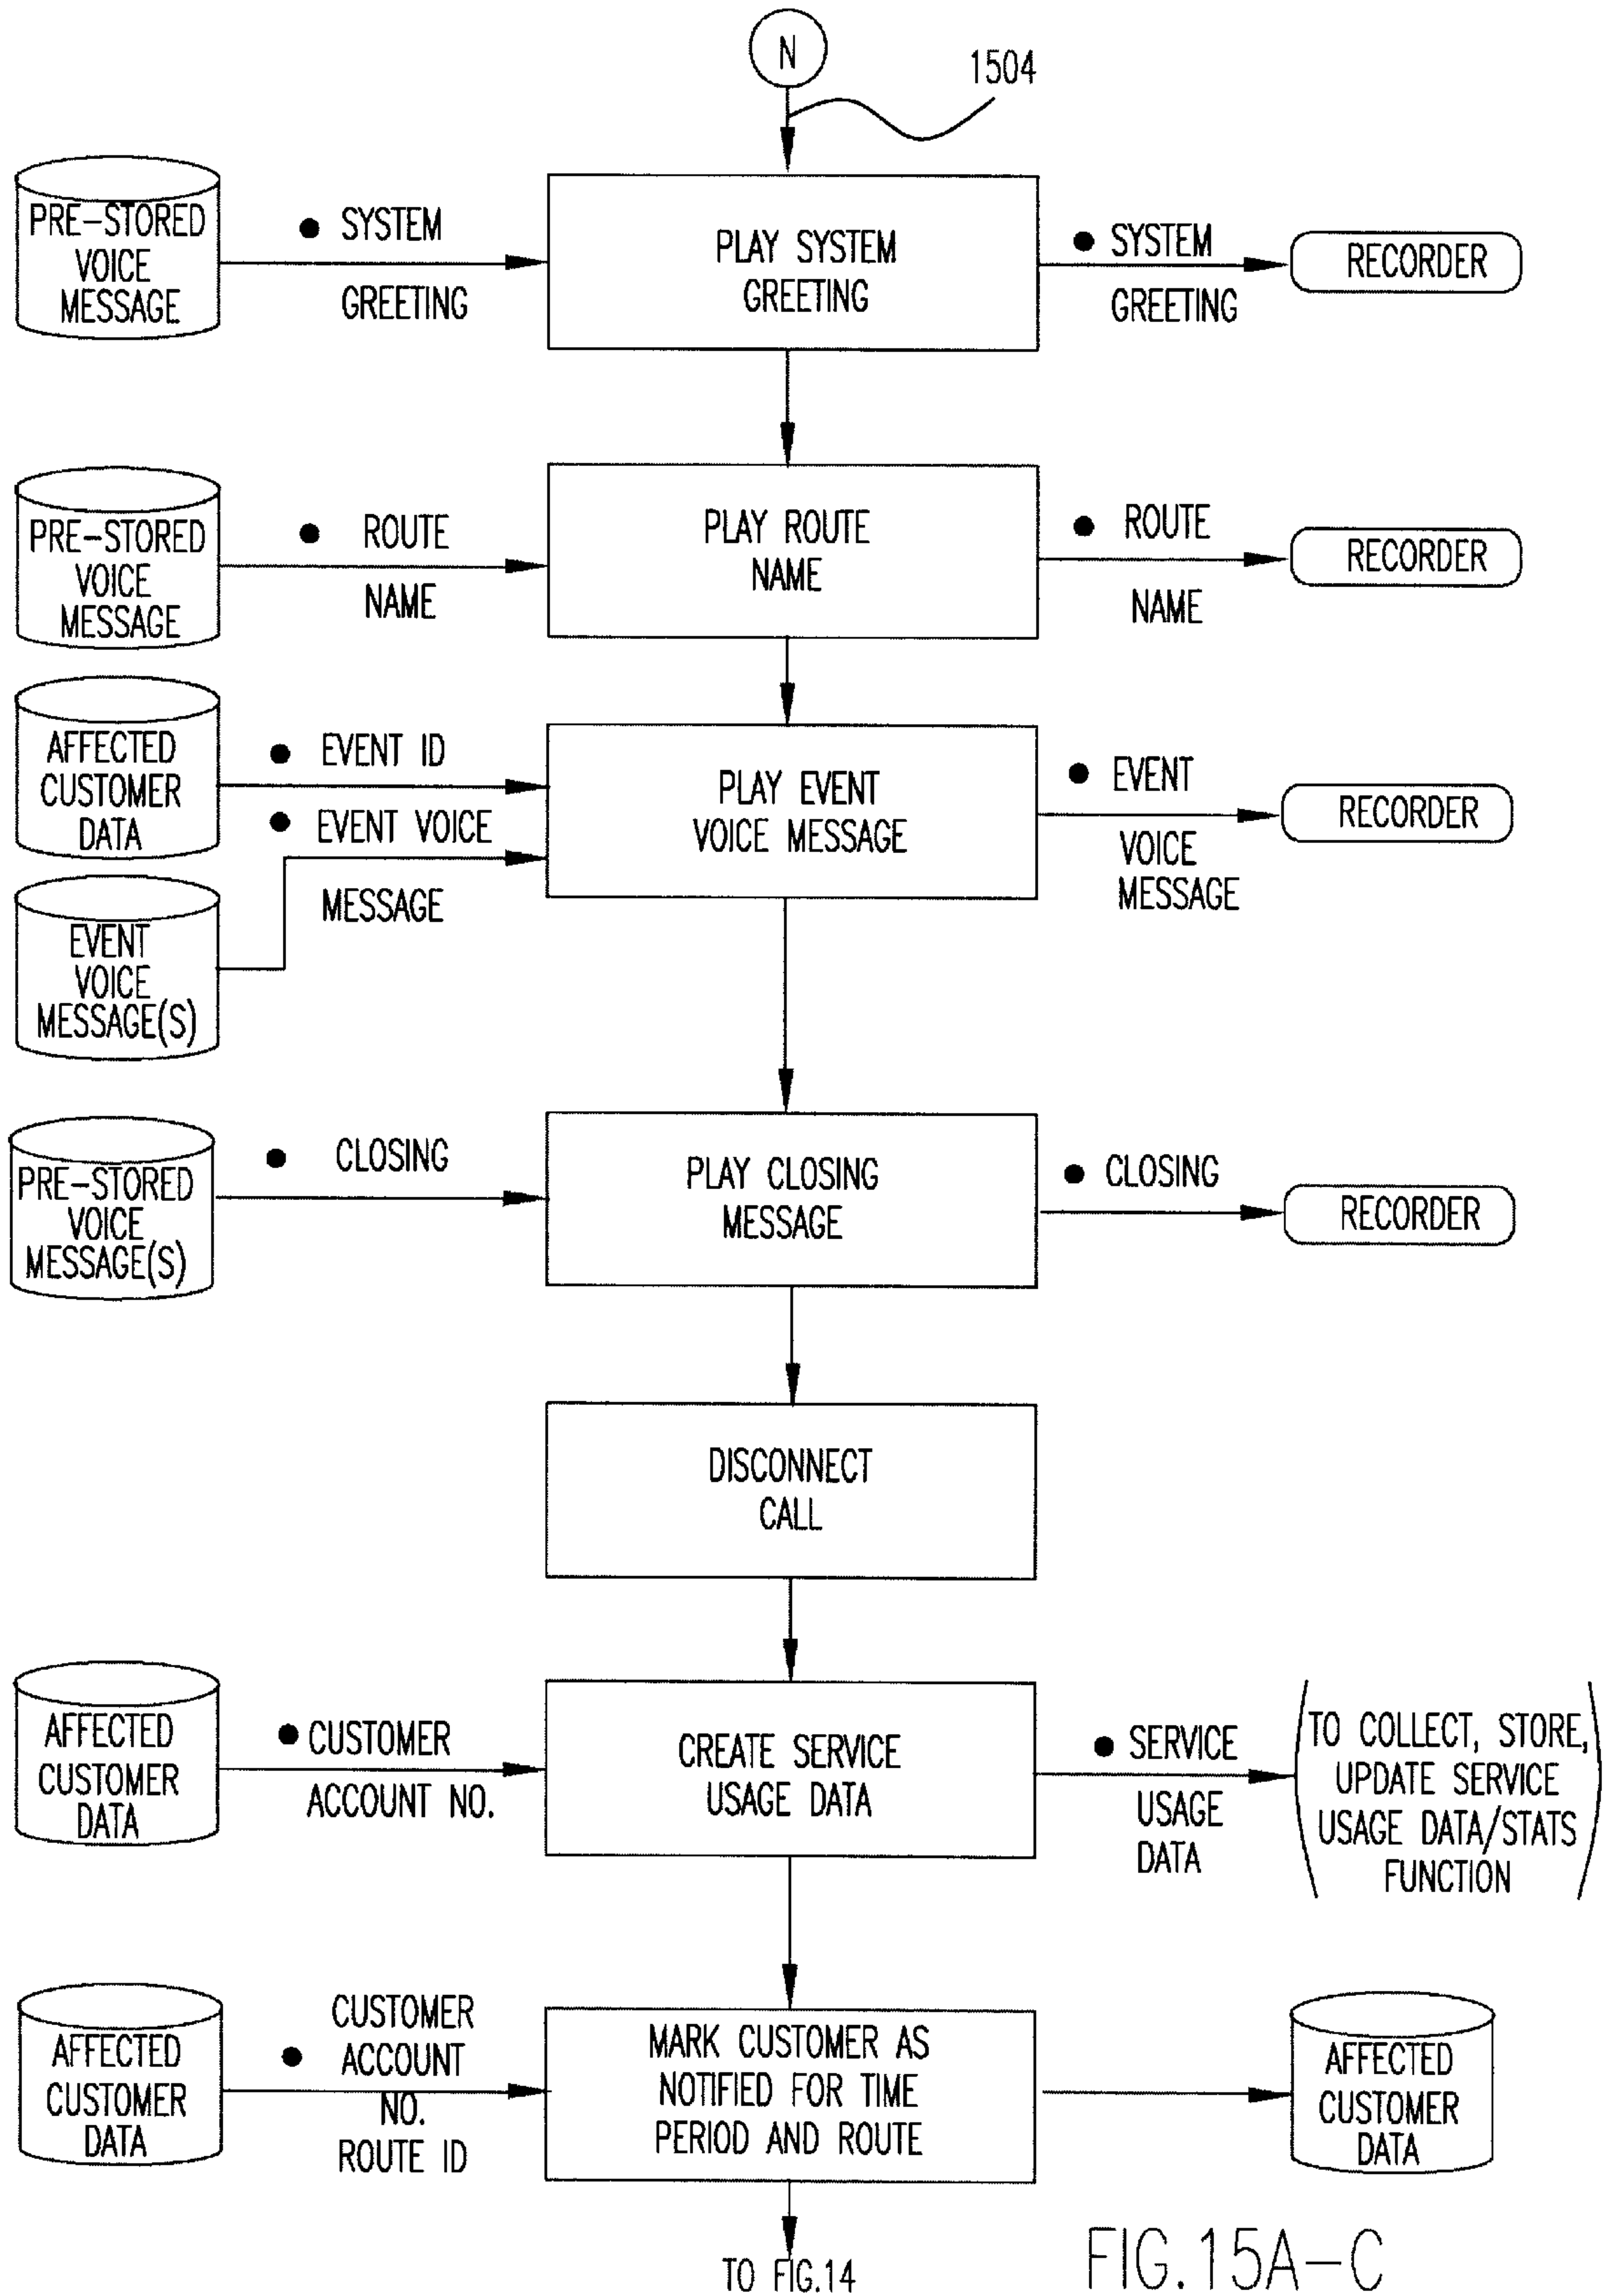 N
1504
PRE-STORED
VOICE
MESSAGE
• SYSTEM
GREETING
PLAY SYSTEM
GREETING
• SYSTEM
GREETING
RECORDER
PRE-STORED
VOICE
MESSAGE
• ROUTE
NAME
PLAY ROUTE
NAME
• ROUTE
NAME
RECORDER
AFFECTED
CUSTOMER
DATA
• EVENT ID
• EVENT VOICE
MESSAGE
EVENT
VOICE
MESSAGE(S)
PLAY EVENT
VOICE MESSAGE
• EVENT
VOICE
MESSAGE
RECORDER
PRE-STORED
VOICE
MESSAGE(S)
• CLOSING
PLAY CLOSING
MESSAGE
• CLOSING
RECORDER
DISCONNECT
CALL
AFFECTED
CUSTOMER
DATA
• CUSTOMER
ACCOUNT NO.
CREATE SERVICE
USAGE DATA
• SERVICE
USAGE
DATA
(TO COLLECT, STORE,
UPDATE SERVICE
USAGE DATA/STATS
FUNCTION)
AFFECTED
CUSTOMER
DATA
CUSTOMER
• ACCOUNT
NO.
ROUTE ID
MARK CUSTOMER AS
NOTIFIED FOR TIME
PERIOD AND ROUTE
AFFECTED
CUSTOMER
DATA
TO FIG.14
FIG.15A-C